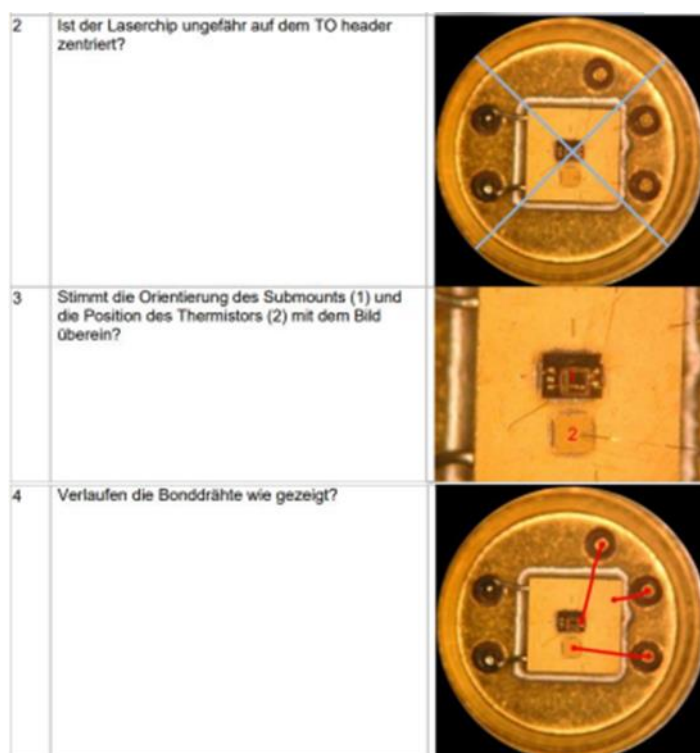 2 Ist der Laserchip ungefähr auf dem TO header
zentriert?
3 Stimmt die Orientierung des Submounts (1) und
die Position des Thermistors (2) mit dem Bild
überein?
1
2
4 Verlaufen die Bonddrähte wie gezeigt?